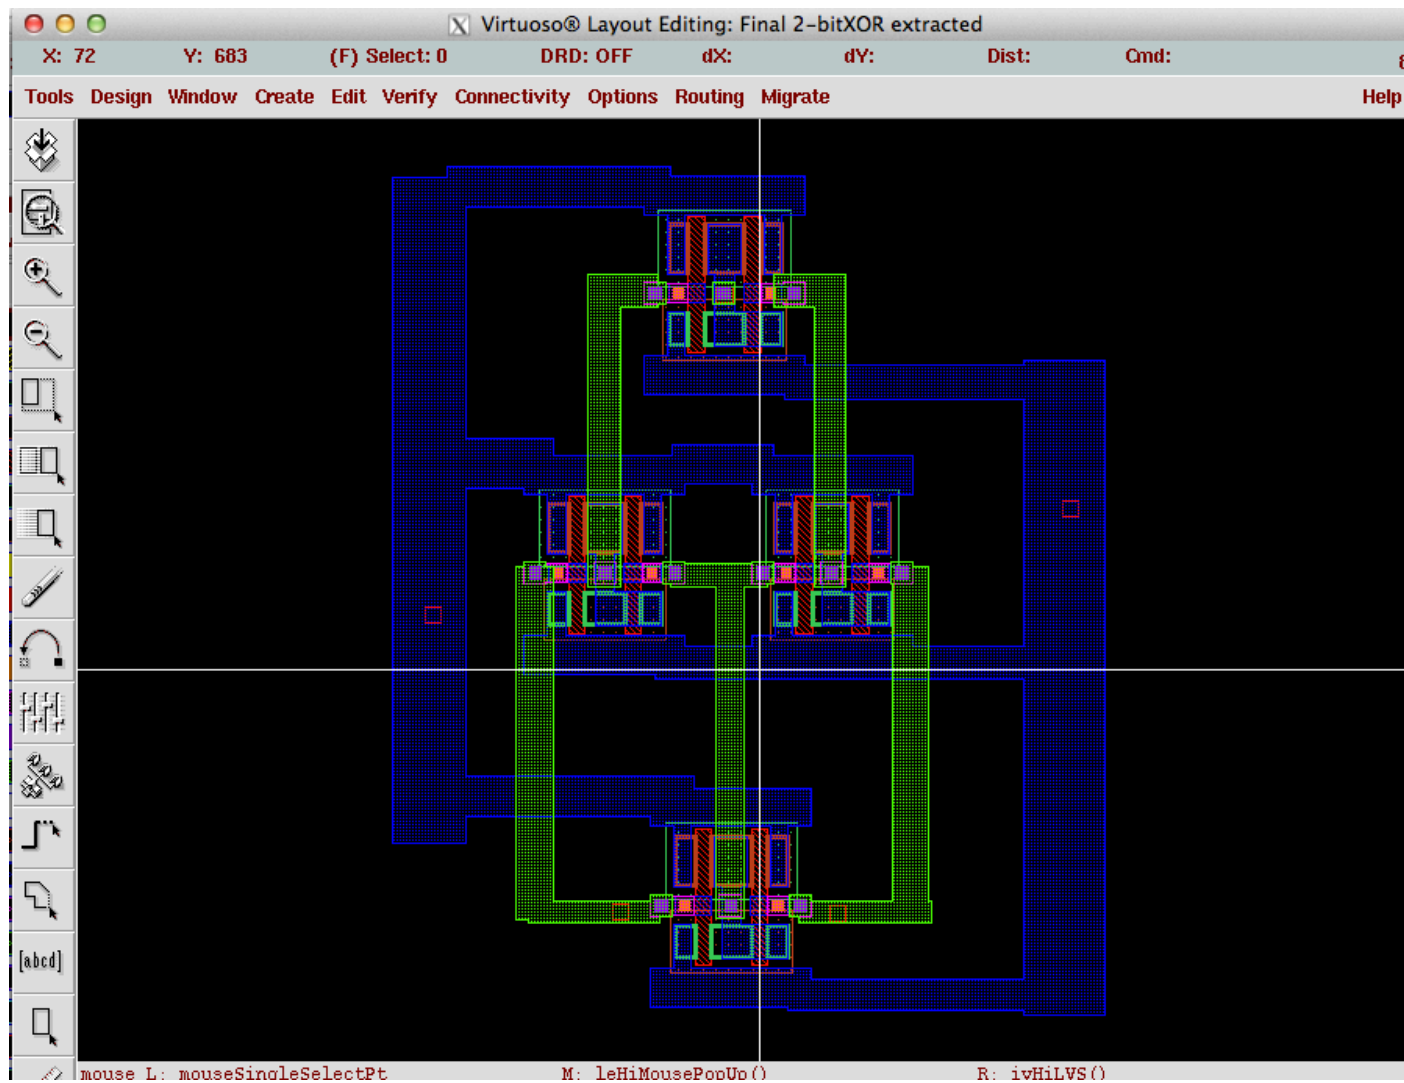 X Virtuoso® Layout Editing: Final 2-bitXOR extracted
X: 72 Y: 683 (F) Select: 0 DRD: OFF dX: dY: Dist: Cmd:
Tools Design Window Create Edit Verify Connectivity Options Routing Migrate Help
[abcd]
mouse L: mouseSingleSelectPt M: leHiMousePopUp() R: ivHiLVS()